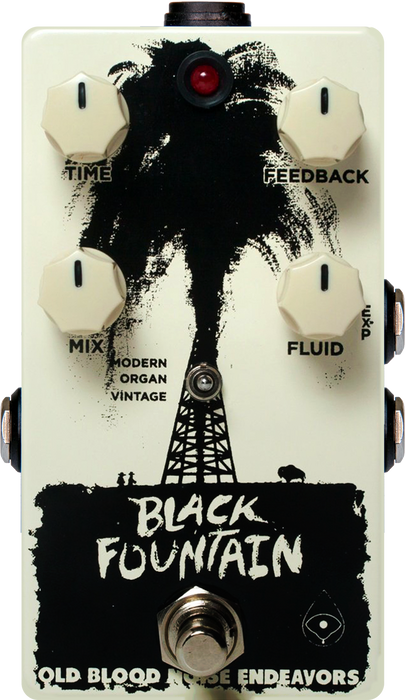 TIME
FEEDBACK
MIX
FLUID
EXP
MODERN
ORGAN
VINTAGE
BLACK
FOUNTAIN
OLD BLOOD NOISE ENDEAVORS